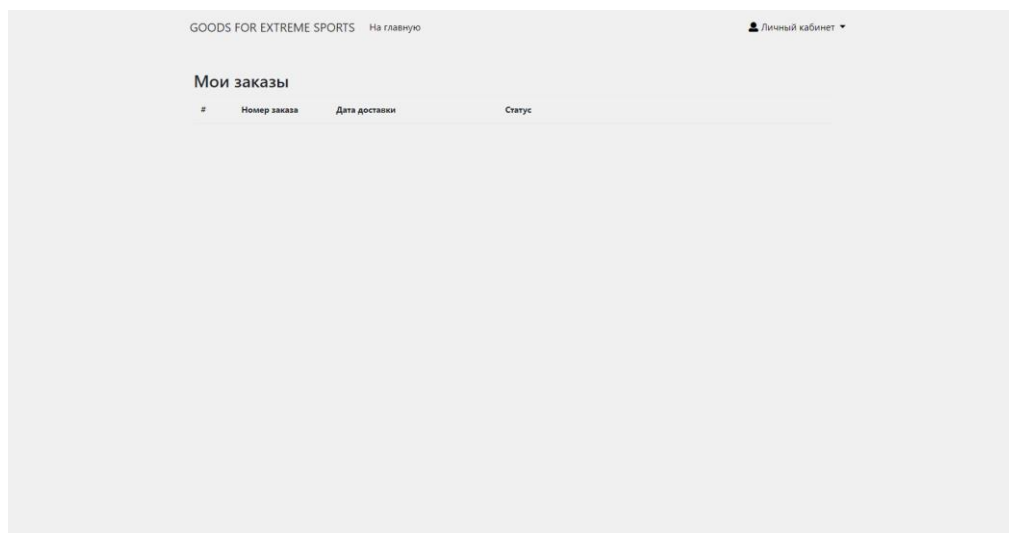 GOODS FOR EXTREME SPORTS На главную Личный кабинет
Мои заказы
# Номер заказа Дата доставки Статус